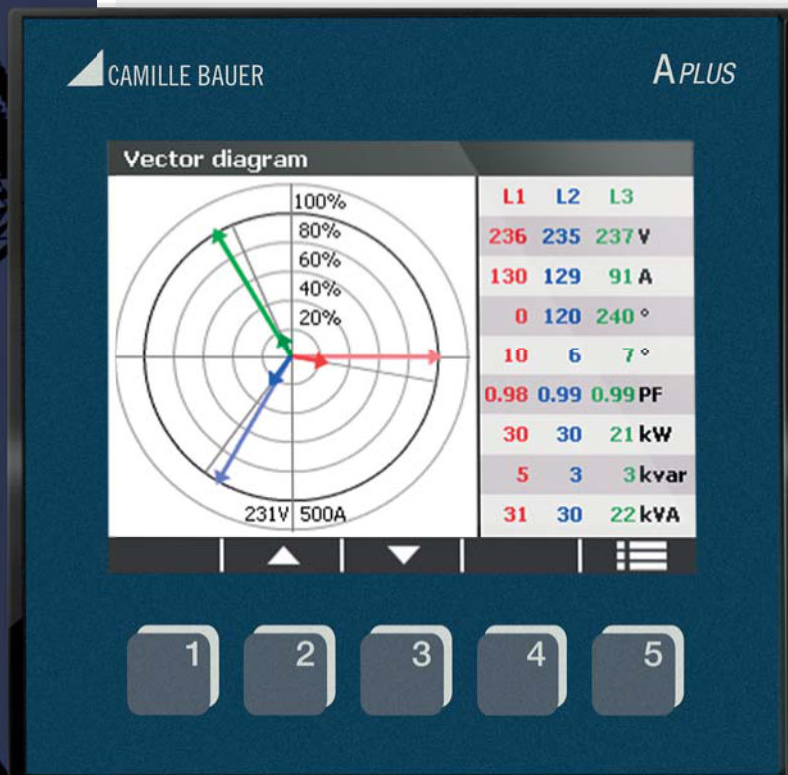 CAMILLE BAUER
A PLUS
Vector diagram
100%
80%
60%
40%
20%
231V 500A
L1 L2 L3
236 235 237 V
130 129 91 A
0 120 240 °
10 6 7 °
0.98 0.99 0.99 PF
30 30 21 kW
5 3 3 kvar
31 30 22 kVA
1 2 3 4 5